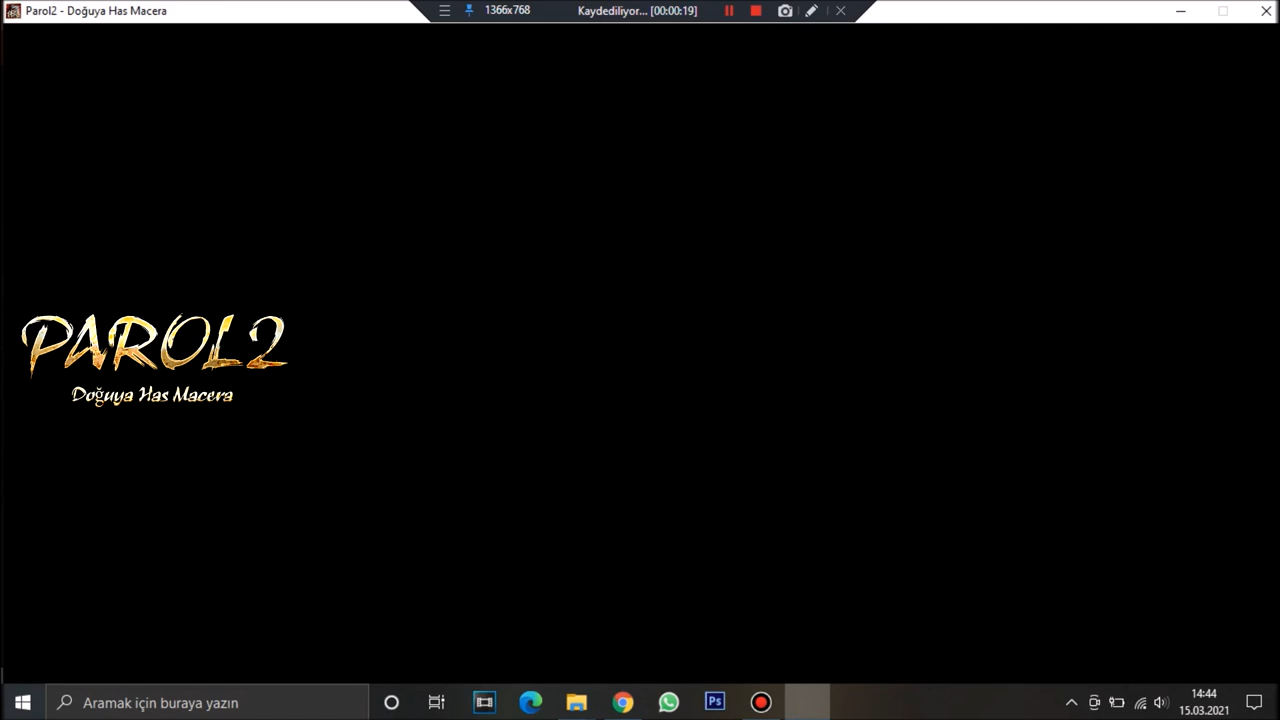 Parol2 - Doğuya Has Macera
1366x768
Kaydediliyor... [00:00:19]
PAROL2
Doğuya Has Macera
Aramak için buraya yazın
Ps
14:44
15.03.2021